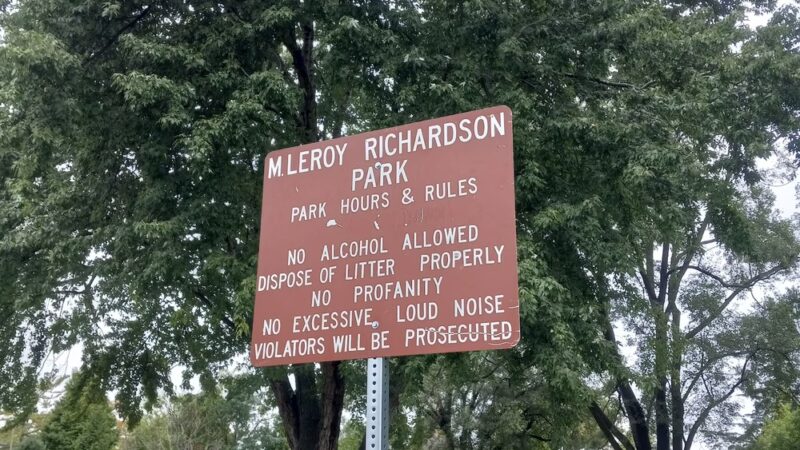 M. LEROY RICHARDSON
PARK
PARK HOURS & RULES
NO ALCOHOL ALLOWED
DISPOSE OF LITTER PROPERLY
NO PROFANITY
NO EXCESSIVE LOUD NOISE
VIOLATORS WILL BE PROSECUTED